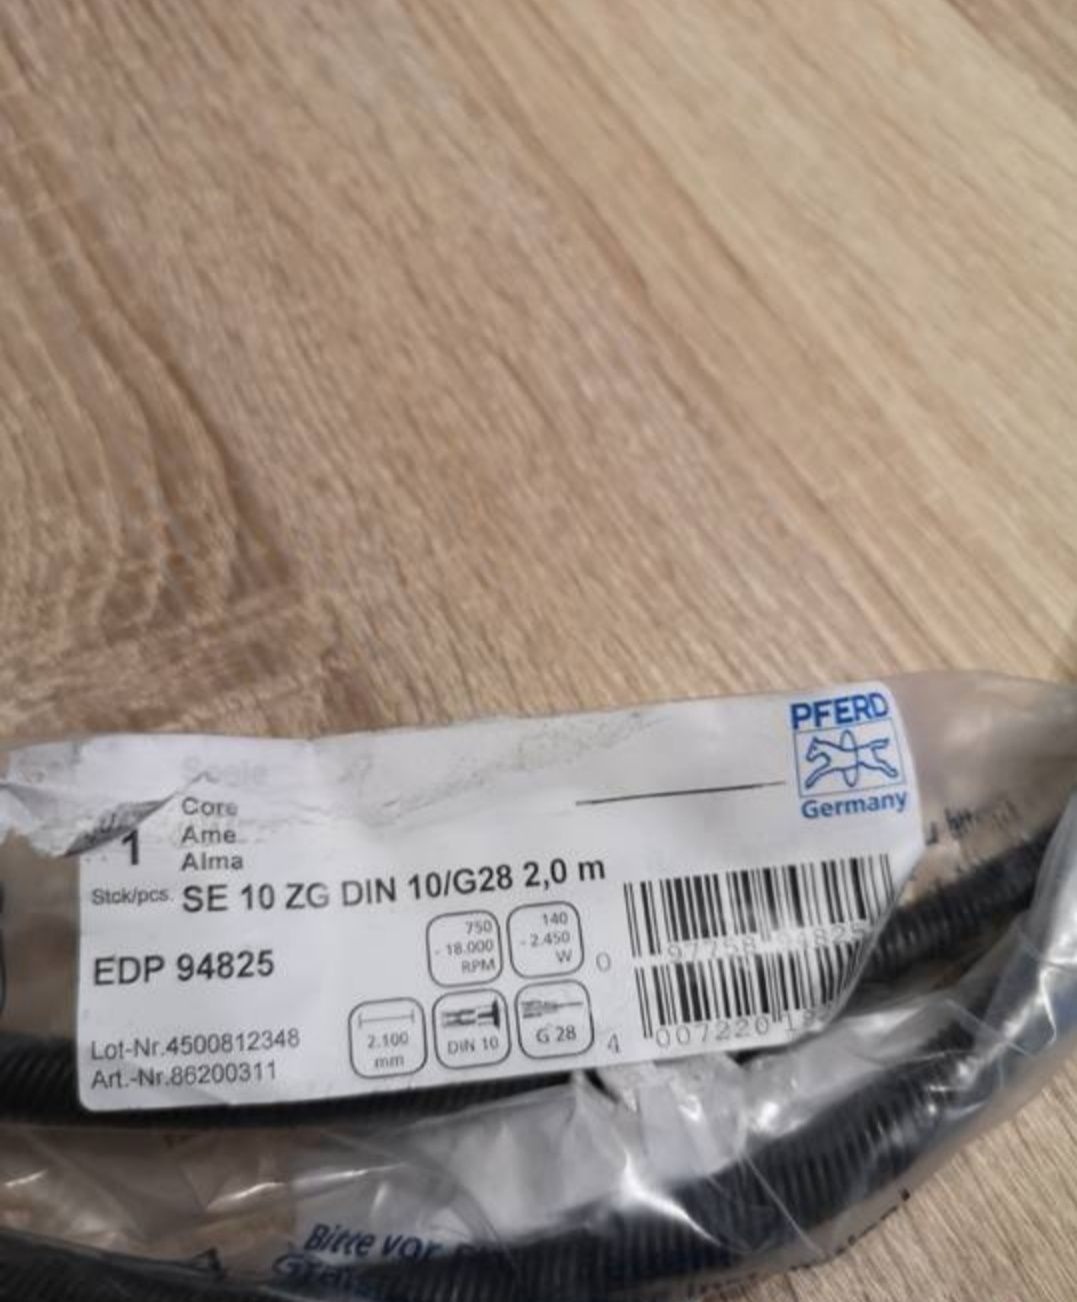 PFERD
Germany
Seele
Core
Ame
Alma
1
Stck/pcs.
SE 10 ZG DIN 10/G28 2,0 m
EDP 94825
750
- 18.000
RPM
140
- 2.450
W
2.100
mm
DIN 10
G 28
Lot-Nr.4500812348
Art.-Nr.86200311
0
4 007220
Bitte vor